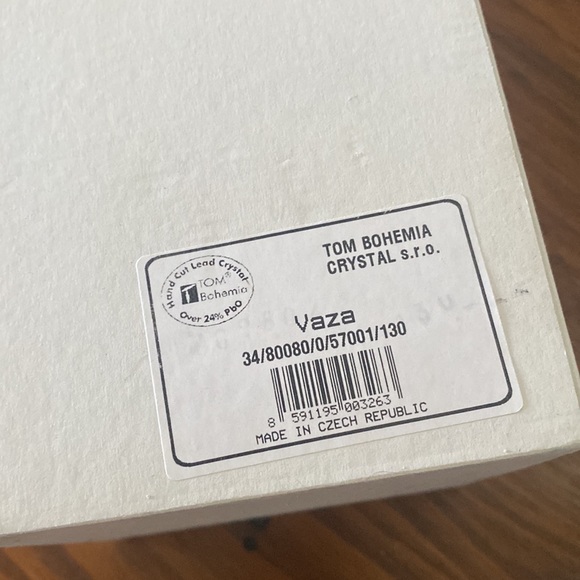 Hand Cut Lead Crystal
TOM®
Bohemia
Over 24% PbO
TOM BOHEMIA
CRYSTAL s.r.o.
Vaza
34/80080/0/57001/130
8 591195 003263
MADE IN CZECH REPUBLIC